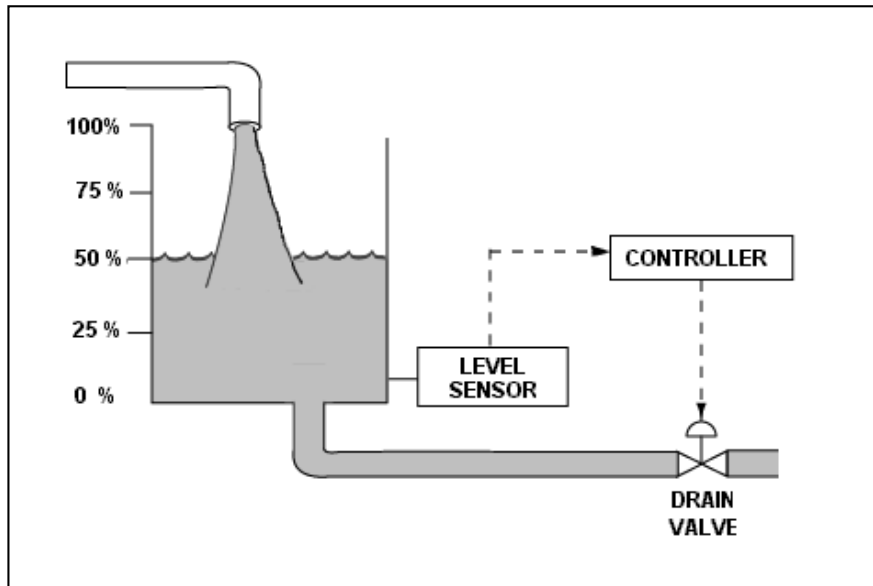 100%
75 %
50 %
25 %
0 %
CONTROLLER
LEVEL
SENSOR
DRAIN
VALVE